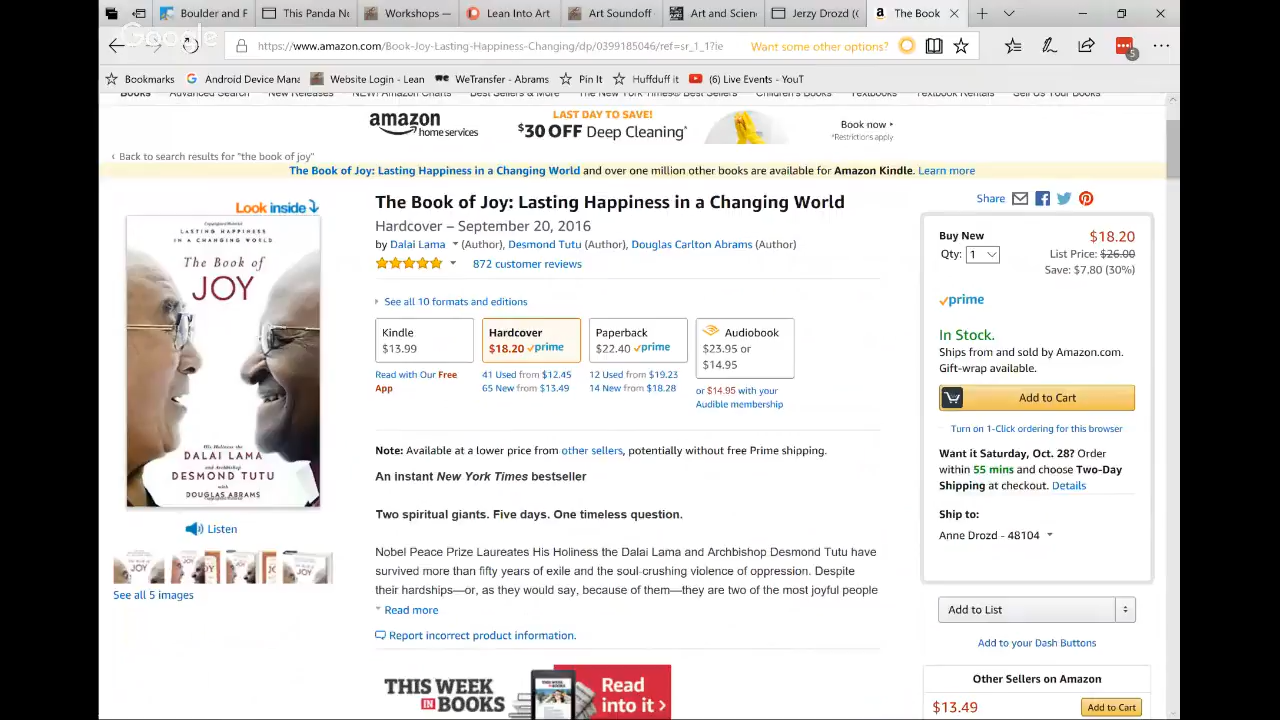 Boulder and F
This Panda No
Workshops —
Lean Into Art
Art Soundoff
Art and Scien
Jerzy Drozd (
The Book
Google
https://www.amazon.com/Book-Joy-Lasting-Happiness-Changing/dp/0399185046/ref=sr_1_1?ie
Want some other options?
5
Bookmarks
Android Device Mana
Website Login - Lean
WeTransfer - Abrams
Pin It
Huffduff it
(6) Live Events - YouT
Books Advanced Search New Releases NEW! Amazon Charts Best Sellers & More The New York Times® Best Sellers Children's Books Textbooks Textbook Rentals Sell Us Your Books
amazon
home services
LAST DAY TO SAVE!
$30 OFF Deep Cleaning*
Book now ▸
*Restrictions apply
‹ Back to search results for "the book of joy"
The Book of Joy: Lasting Happiness in a Changing World and over one million other books are available for Amazon Kindle. Learn more
Look inside
LASTING HAPPINESS
IN A CHANGING WORLD
The Book of
JOY
His Holiness the
DALAI LAMA
and Archbishop
DESMOND TUTU
with
DOUGLAS ABRAMS
Listen
See all 5 images
The Book of Joy: Lasting Happiness in a Changing World
Hardcover – September 20, 2016
by Dalai Lama (Author), Desmond Tutu (Author), Douglas Carlton Abrams (Author)
872 customer reviews
See all 10 formats and editions
Kindle
$13.99
Read with Our Free
App
Hardcover
$18.20 prime
41 Used from $12.45
65 New from $13.49
Paperback
$22.40 prime
12 Used from $19.23
14 New from $18.28
Audiobook
$23.95 or
$14.95
or $14.95 with your
Audible membership
Note: Available at a lower price from other sellers, potentially without free Prime shipping.
An instant New York Times bestseller
Two spiritual giants. Five days. One timeless question.
Nobel Peace Prize Laureates His Holiness the Dalai Lama and Archbishop Desmond Tutu have
survived more than fifty years of exile and the soul-crushing violence of oppression. Despite
their hardships—or, as they would say, because of them—they are two of the most joyful people
Read more
Report incorrect product information.
THIS WEEK
IN BOOKS
Read
into it >
Share
Buy New
$18.20
Qty: 1
List Price: $26.00
Save: $7.80 (30%)
prime
In Stock.
Ships from and sold by Amazon.com.
Gift-wrap available.
Add to Cart
Turn on 1-Click ordering for this browser
Want it Saturday, Oct. 28? Order
within 55 mins and choose Two-Day
Shipping at checkout. Details
Ship to:
Anne Drozd - 48104
Add to List
Add to your Dash Buttons
Other Sellers on Amazon
$13.49
Add to Cart